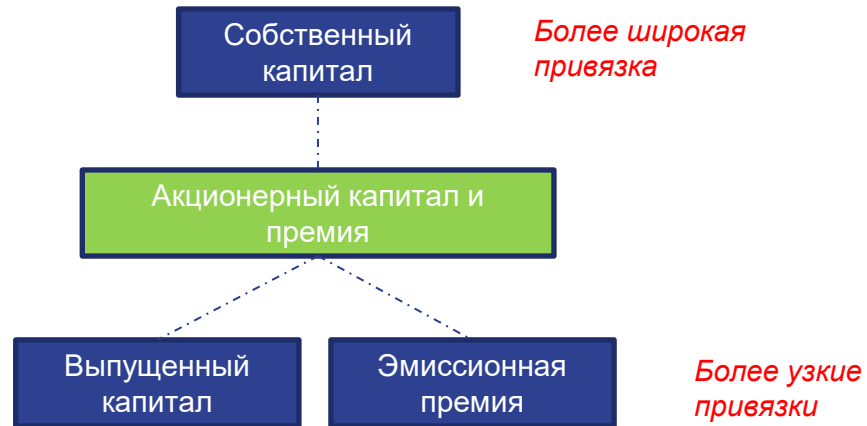 Собственный
капитал
Более широкая
привязка
Акционерный капитал и
премия
Выпущенный
капитал
Эмиссионная
премия
Более узкие
привязки